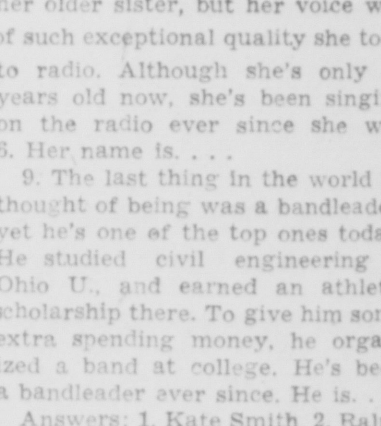 her older sister, but her voice w
of such exceptional quality she to
to radio. Although she's only
years old now, she's been singi
on the radio ever since she w
6. Her name is. . . .
9. The last thing in the world
thought of being was a bandleade
yet he's one of the top ones toda
He studied civil engineering
Ohio U., and earned an athlet
scholarship there. To give him som
extra spending money, he orga
ized a band at college. He's be
a bandleader ever since. He is. .
Answers: 1. Kate Smith 2. Ral